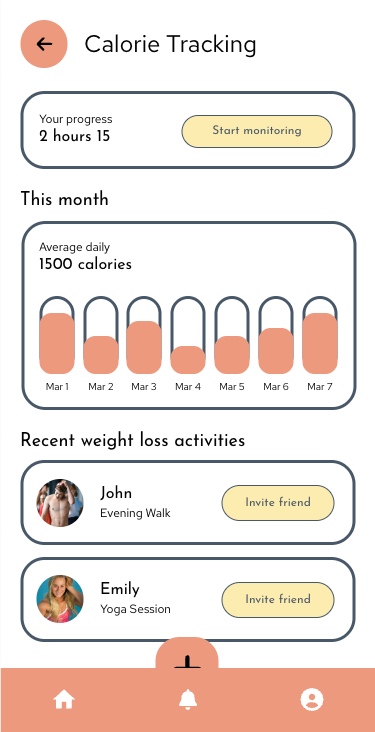 Calorie Tracking
Your progress
2 hours 15
Start monitoring
This month
Average daily
1500 calories
Mar 1 Mar 2 Mar 3 Mar 4 Mar 5 Mar 6 Mar 7
Recent weight loss activities
John
Evening Walk
Invite friend
Emily
Yoga Session
Invite friend